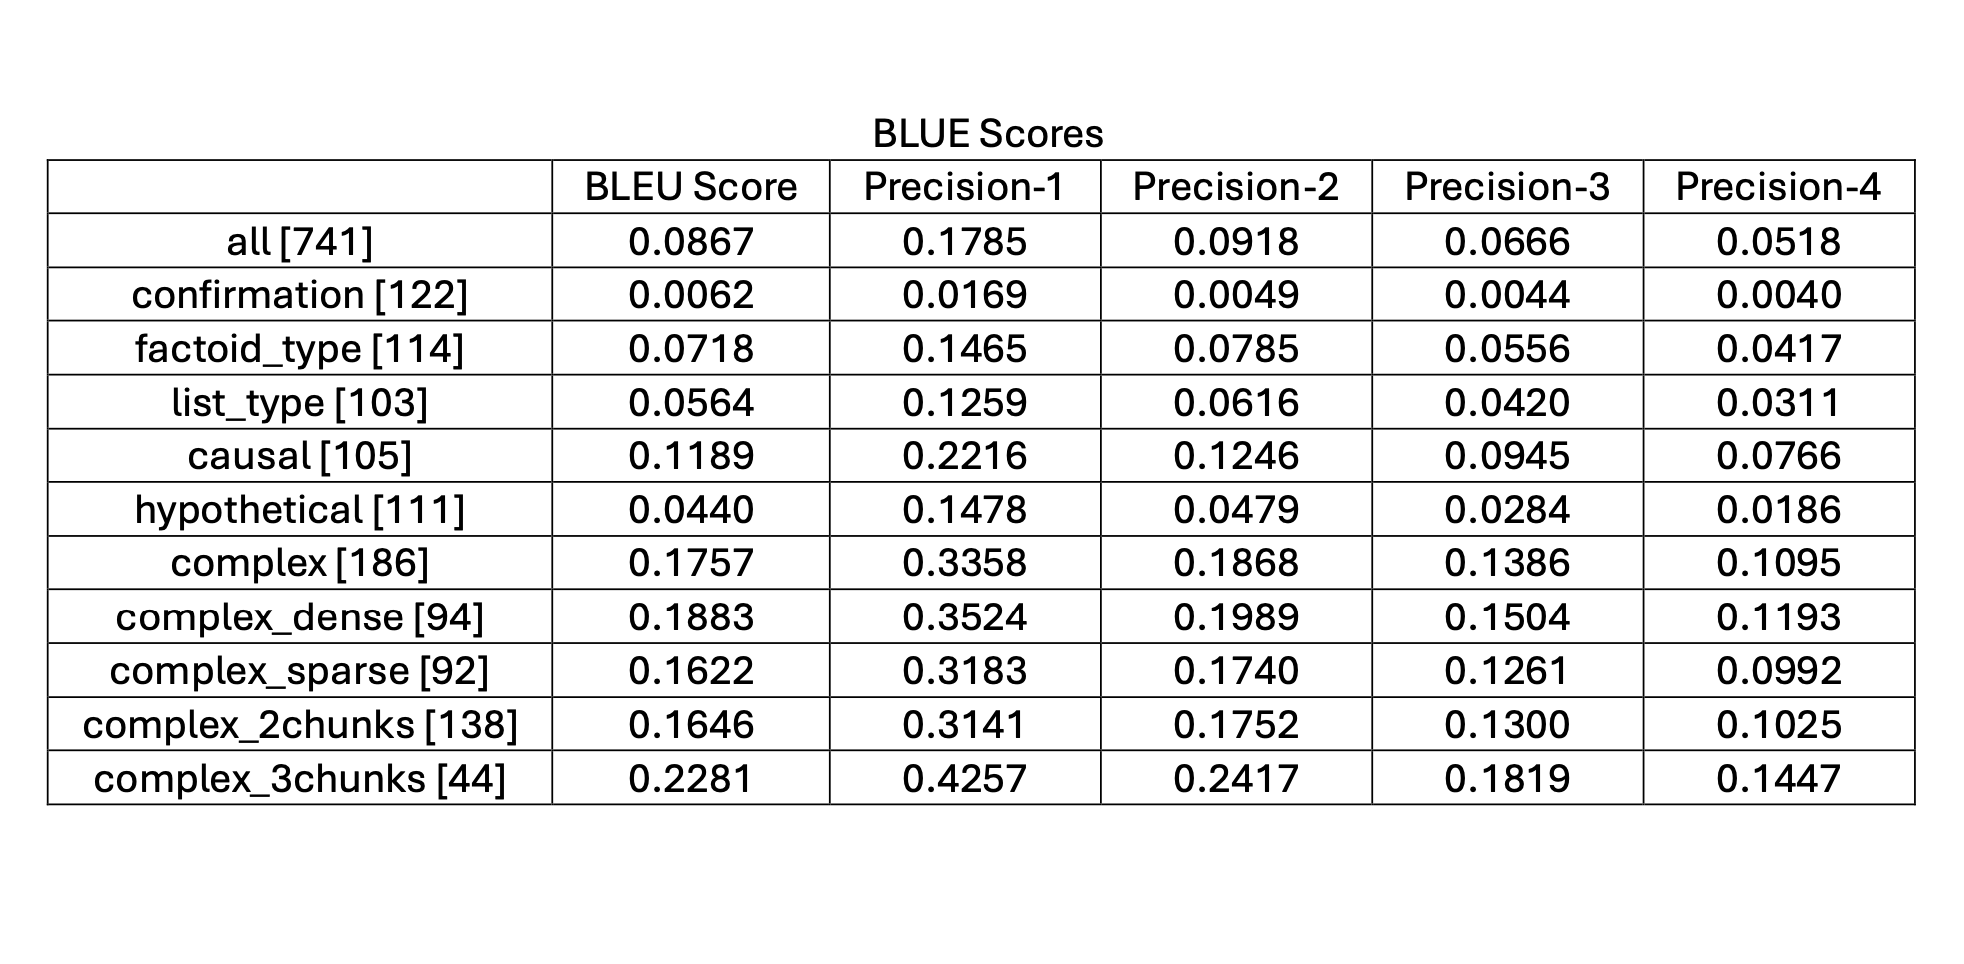 BLUE Scores
BLEU Score Precision-1 Precision-2 Precision-3 Precision-4
all [741] 0.0867 0.1785 0.0918 0.0666 0.0518
confirmation [122] 0.0062 0.0169 0.0049 0.0044 0.0040
factoid_type [114] 0.0718 0.1465 0.0785 0.0556 0.0417
list_type [103] 0.0564 0.1259 0.0616 0.0420 0.0311
causal [105] 0.1189 0.2216 0.1246 0.0945 0.0766
hypothetical [111] 0.0440 0.1478 0.0479 0.0284 0.0186
complex [186] 0.1757 0.3358 0.1868 0.1386 0.1095
complex_dense [94] 0.1883 0.3524 0.1989 0.1504 0.1193
complex_sparse [92] 0.1622 0.3183 0.1740 0.1261 0.0992
complex_2chunks [138] 0.1646 0.3141 0.1752 0.1300 0.1025
complex_3chunks [44] 0.2281 0.4257 0.2417 0.1819 0.1447